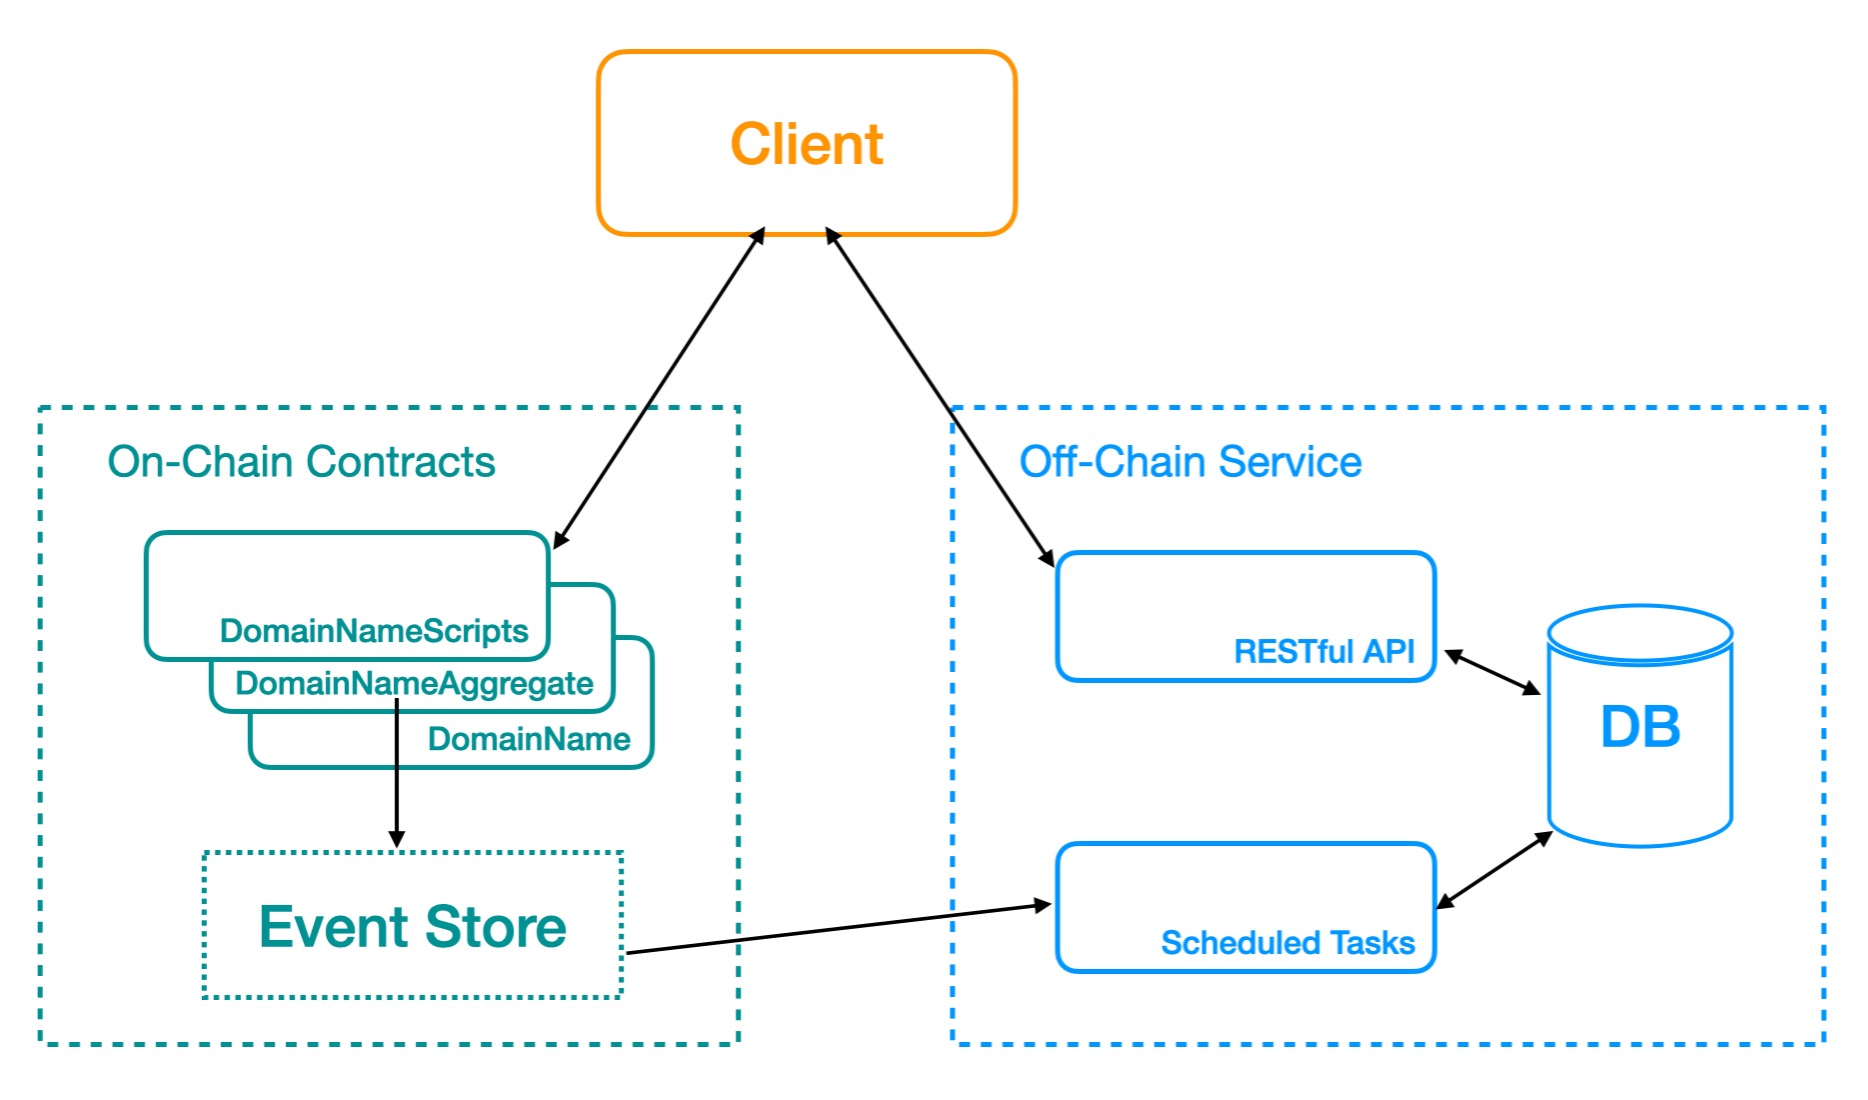 Client
On-Chain Contracts
DomainNameScripts
DomainNameAggregate
DomainName
Event Store
Off-Chain Service
RESTful API
DB
Scheduled Tasks